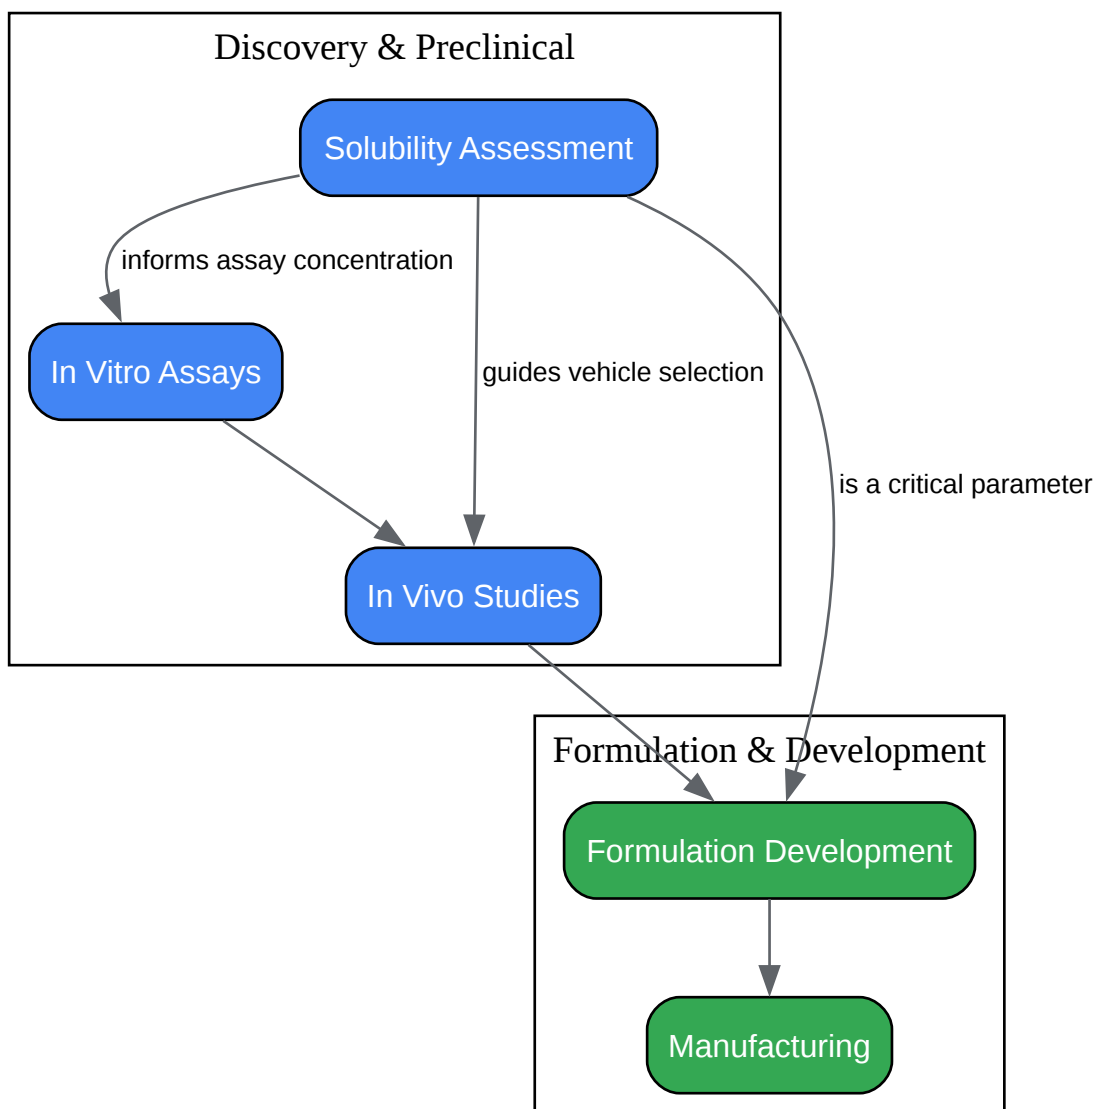 Discovery & Preclinical
Solubility Assessment
informs assay concentration
In Vitro Assays
guides vehicle selection
is a critical parameter
In Vivo Studies
Formulation & Development
Formulation Development
Manufacturing